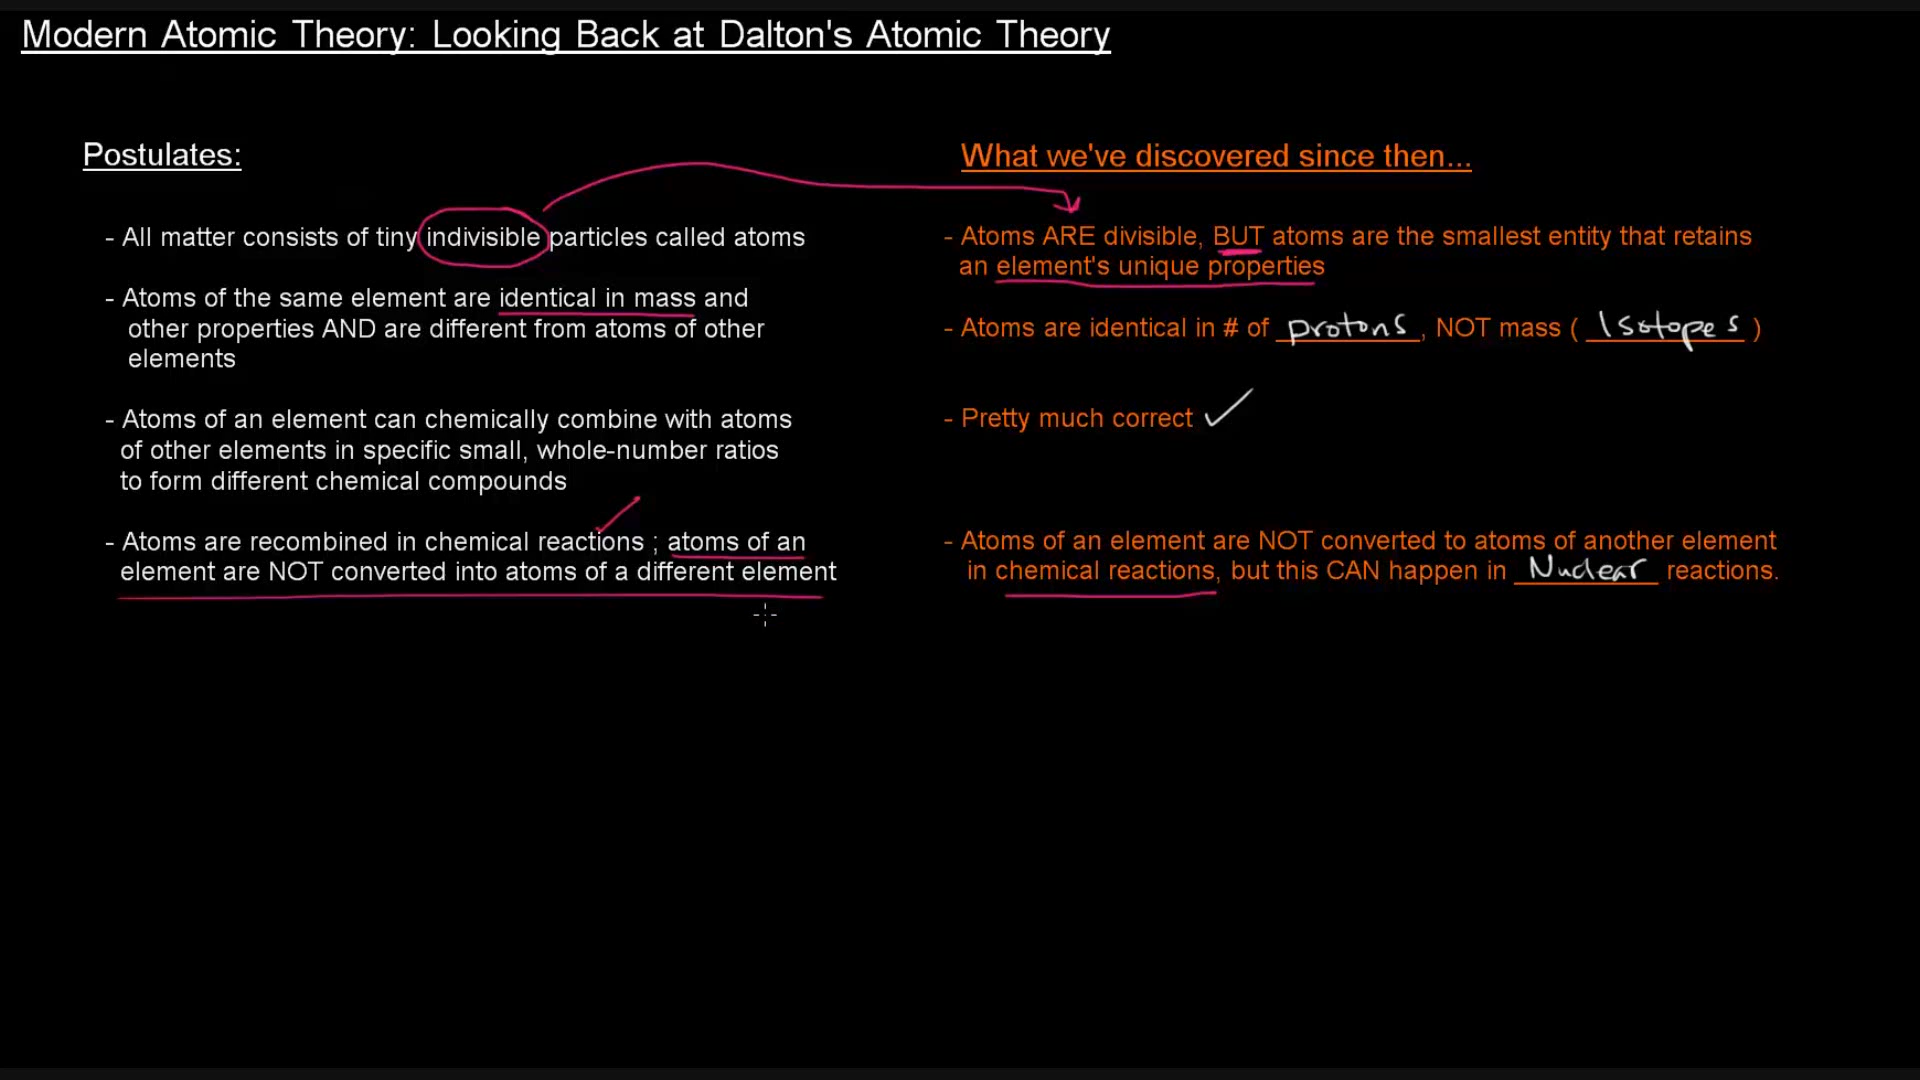 Modern Atomic Theory: Looking Back at Dalton's Atomic Theory
Postulates:
- All matter consists of tiny indivisible particles called atoms
- Atoms of the same element are identical in mass and
other properties AND are different from atoms of other
elements
- Atoms of an element can chemically combine with atoms
of other elements in specific small, whole-number ratios
to form different chemical compounds
- Atoms are recombined in chemical reactions ; atoms of an
element are NOT converted into atoms of a different element
What we've discovered since then...
- Atoms ARE divisible, BUT atoms are the smallest entity that retains
an element's unique properties
- Atoms are identical in # of protons, NOT mass ( Isotopes )
- Pretty much correct ✓
- Atoms of an element are NOT converted to atoms of another element
in chemical reactions, but this CAN happen in Nuclear reactions.